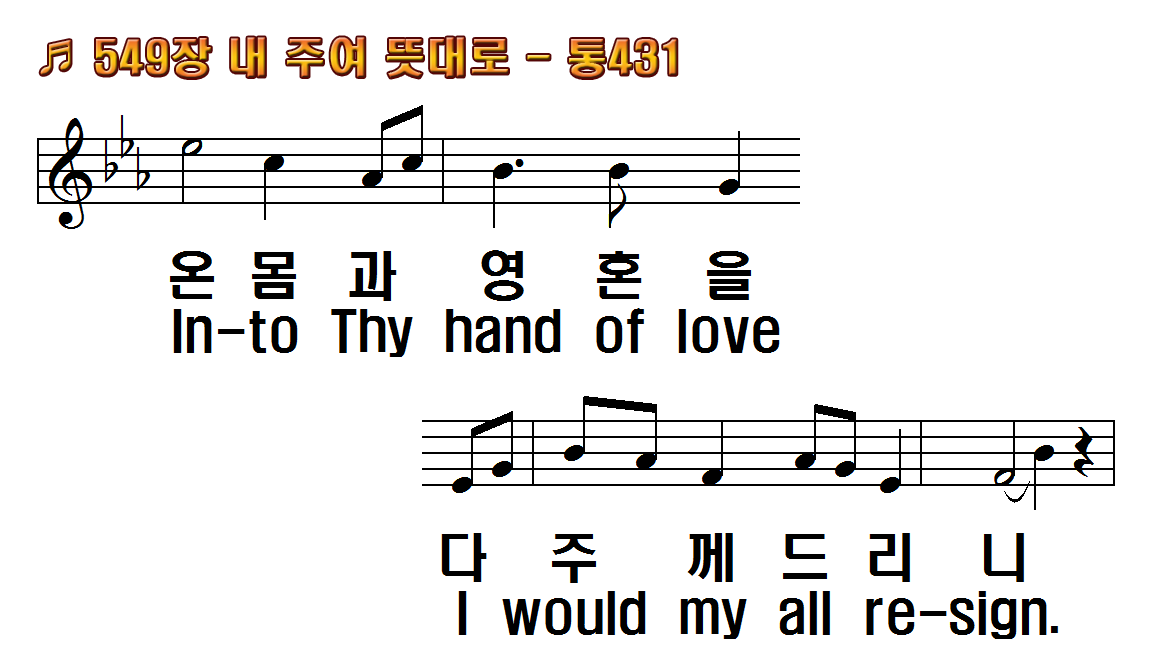 ♬ 549장 내 주여 뜻대로 - 통431
온 몸 과 영 혼 을
In-to Thy hand of love
다 주 께 드 리 니
I would my all re-sign.